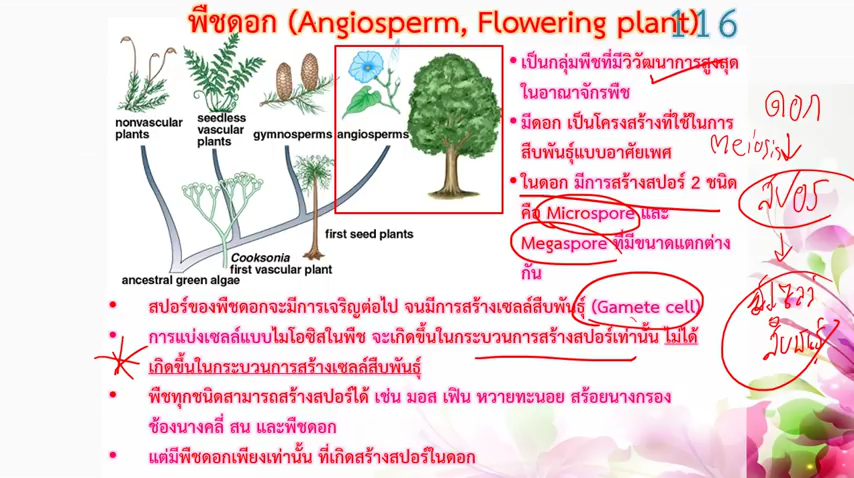 พืชดอก (Angiosperm, Flowering plant)
116
nonvascular
plants
seedless
vascular
plants
gymnosperms
angiosperms
first seed plants
Cooksonia
first vascular plant
ancestral green algae
• เป็นกลุ่มพืชที่มีวิวัฒนาการสูงสุด
ในอาณาจักรพืช
• มีดอก เป็นโครงสร้างที่ใช้ในการ
สืบพันธุ์แบบอาศัยเพศ
• ในดอก มีการสร้างสปอร์ 2 ชนิด
คือ Microspore และ
Megaspore ที่มีขนาดแตกต่าง
กัน
ดอก
meiosis
สปอร์
สืบพันธุ์
• สปอร์ของพืชดอกจะมีการเจริญต่อไป จนมีการสร้างเซลล์สืบพันธุ์ (Gamete cell)
• การแบ่งเซลล์แบบไมโอซิสในพืช จะเกิดขึ้นในกระบวนการสร้างสปอร์เท่านั้น ไม่ได้
เกิดขึ้นในกระบวนการสร้างเซลล์สืบพันธุ์
• พืชทุกชนิดสามารถสร้างสปอร์ได้ เช่น มอส เฟิน หวายทะนอย สร้อยนางกรอง
ช้องนางคลี่ สน และพืชดอก
• แต่มีพืชดอกเพียงเท่านั้น ที่เกิดสร้างสปอร์ในดอก